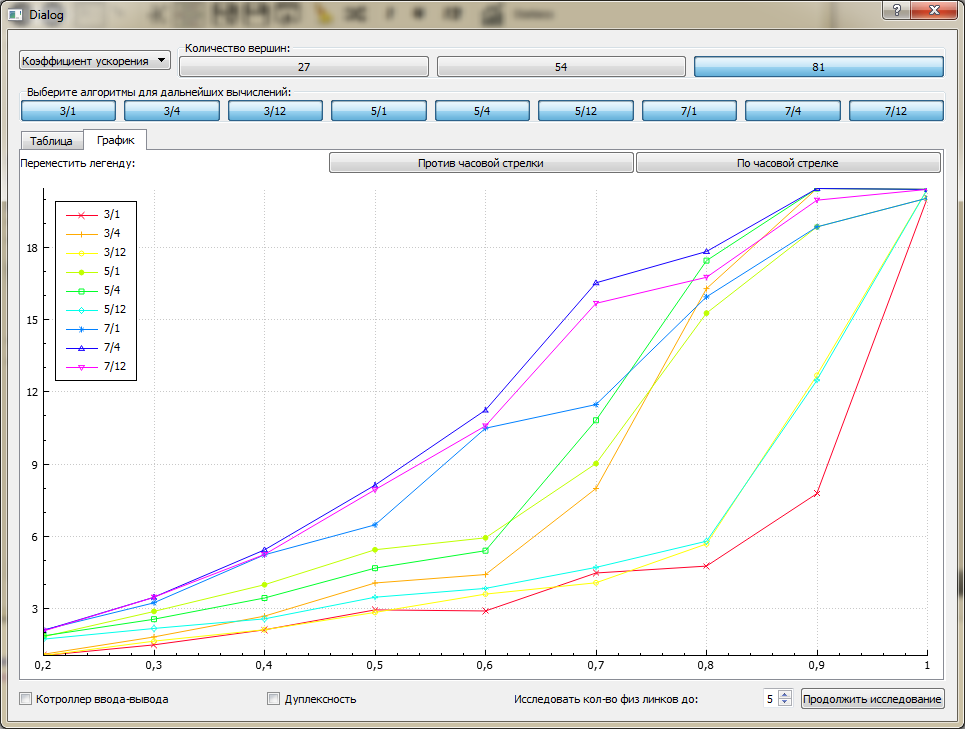 Dialog
Количество вершин:
Коэффициент ускорения
27 54 81
Выберите алгоритмы для дальнейших вычислений:
3/1 3/4 3/12 5/1 5/4 5/12 7/1 7/4 7/12
Таблица График
Переместить легенду: Против часовой стрелки По часовой стрелке
3/1
3/4
3/12
5/1
5/4
5/12
7/1
7/4
7/12
18
15
12
9
6
3
0,2 0,3 0,4 0,5 0,6 0,7 0,8 0,9 1
Котроллер ввода-вывода Дуплексность Исследовать кол-во физ линков до: 5 Продолжить исследование